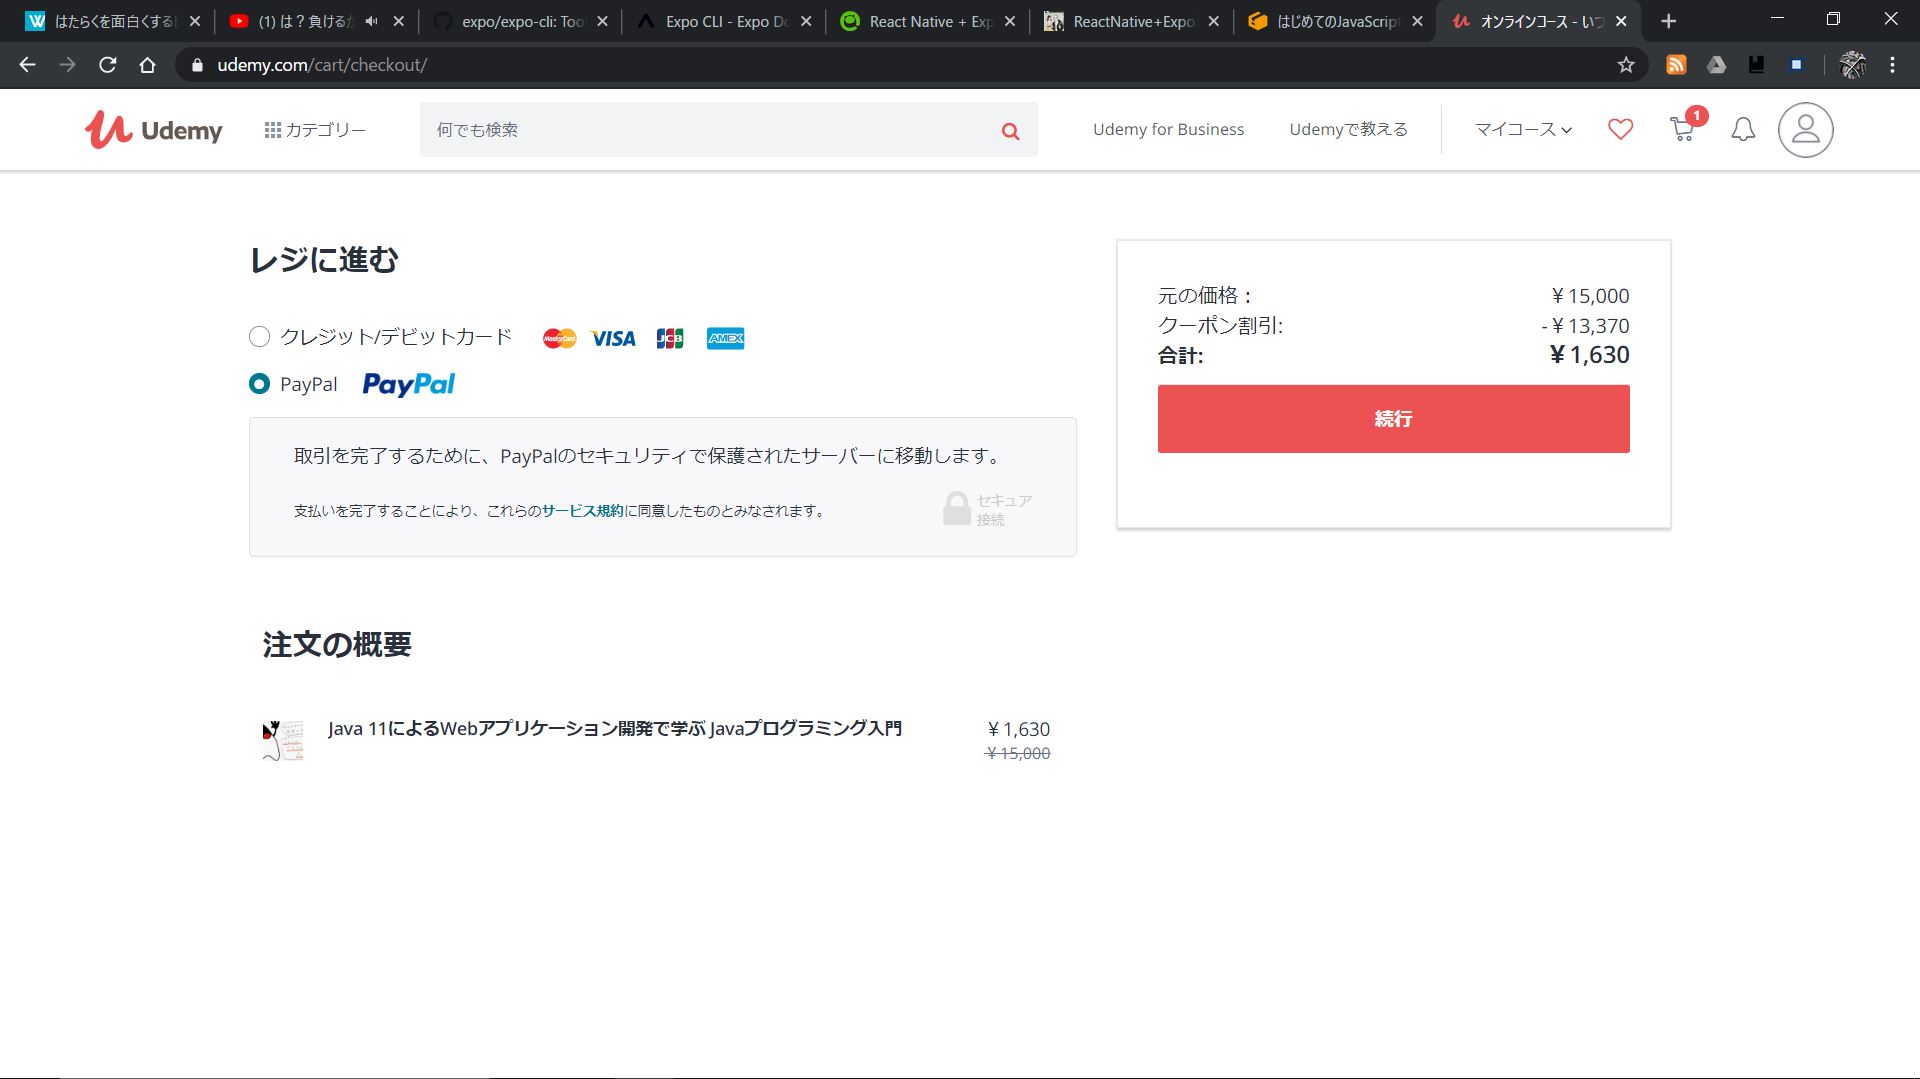 はたらくを面白くする
(1) は？負けるか
expo/expo-cli: Too
Expo CLI - Expo Do
React Native + Exp
ReactNative+Expo
はじめてのJavaScript
オンラインコース - いつ
udemy.com/cart/checkout/
Udemy
カテゴリー
何でも検索
Udemy for Business
Udemyで教える
マイコース
1
レジに進む
クレジット/デビットカード
MasterCard
VISA
JCB
AMEX
PayPal
PayPal
取引を完了するために、PayPalのセキュリティで保護されたサーバーに移動します。
支払いを完了することにより、これらのサービス規約に同意したものとみなされます。
セキュア
接続
元の価格：
¥ 15,000
クーポン割引:
-¥ 13,370
合計:
¥ 1,630
続行
注文の概要
Java 11によるWebアプリケーション開発で学ぶ Javaプログラミング入門
¥ 1,630
¥ 15,000